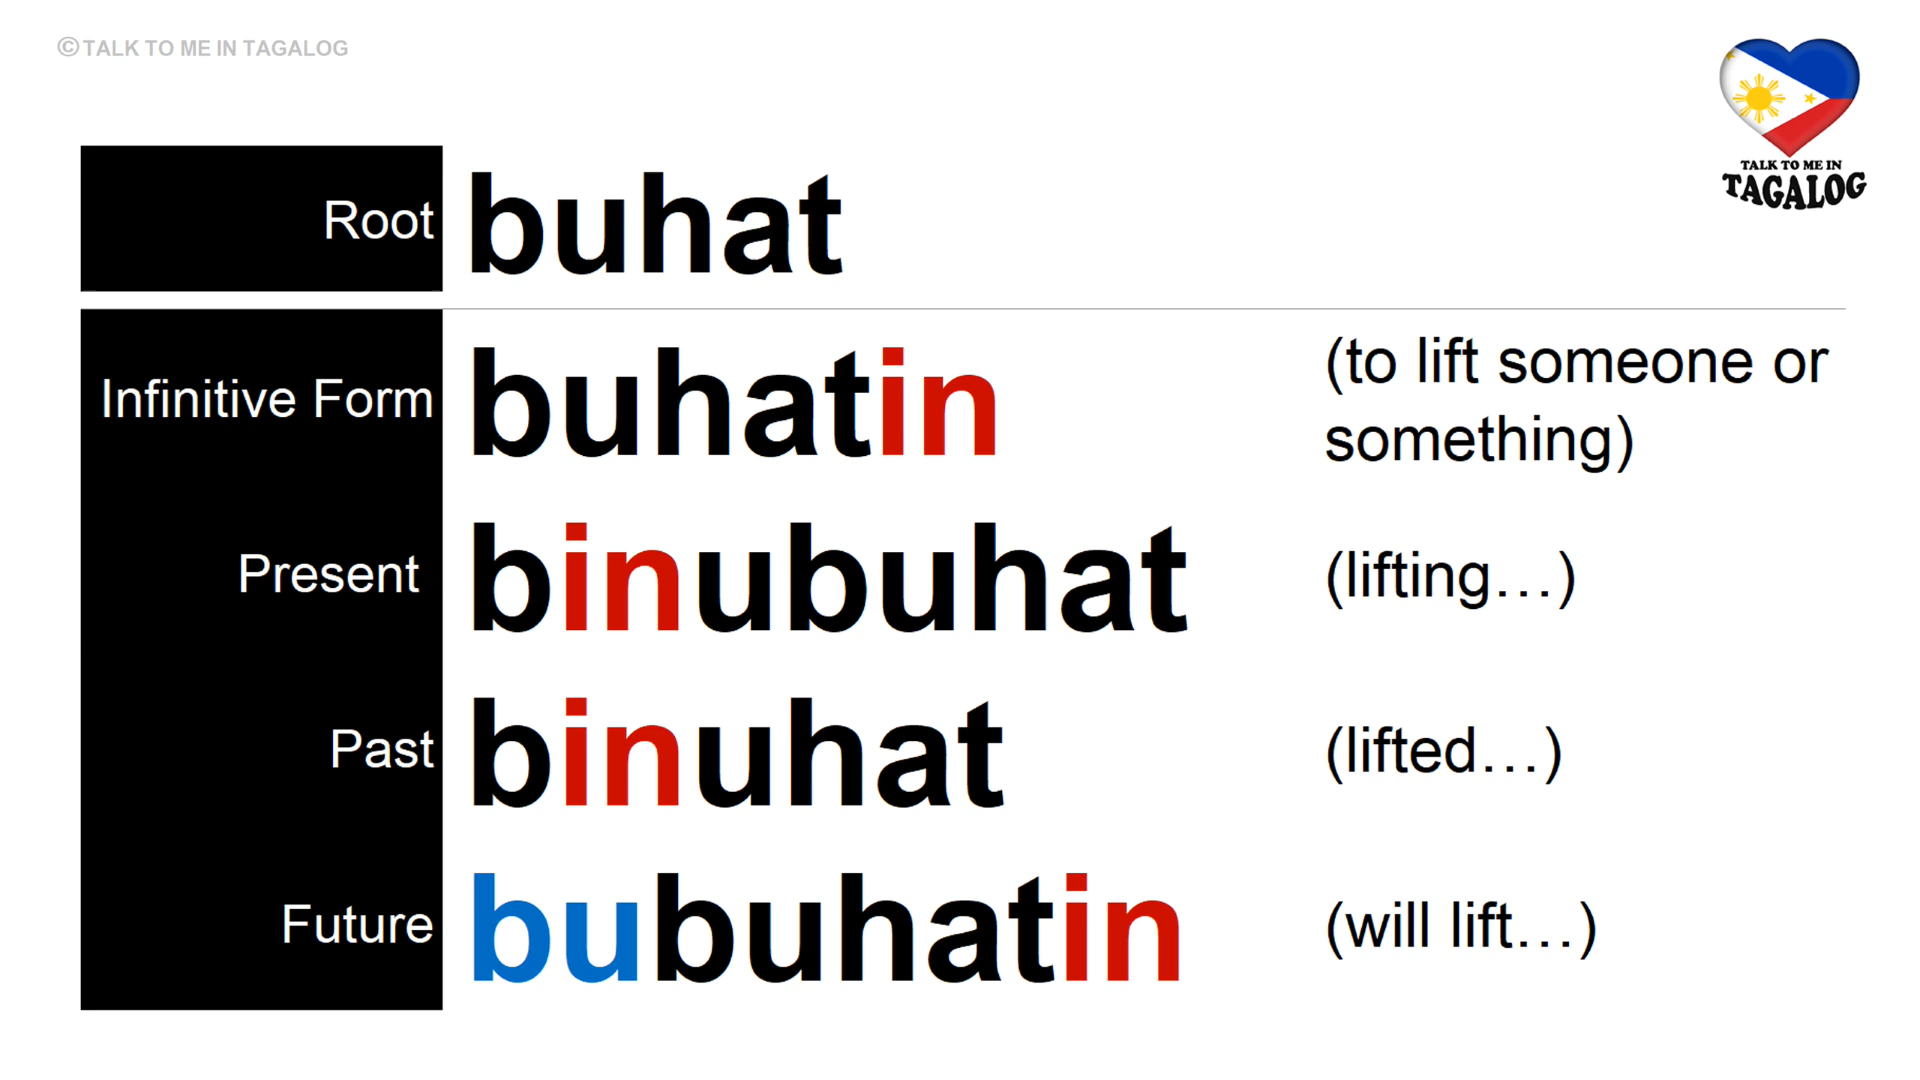 © TALK TO ME IN TAGALOG
TALK TO ME IN
TAGALOG
Root buhat
Infinitive Form buhatin (to lift someone or
something)
Present binubuhat (lifting…)
Past binuhat (lifted…)
Future bubuhatin (will lift…)